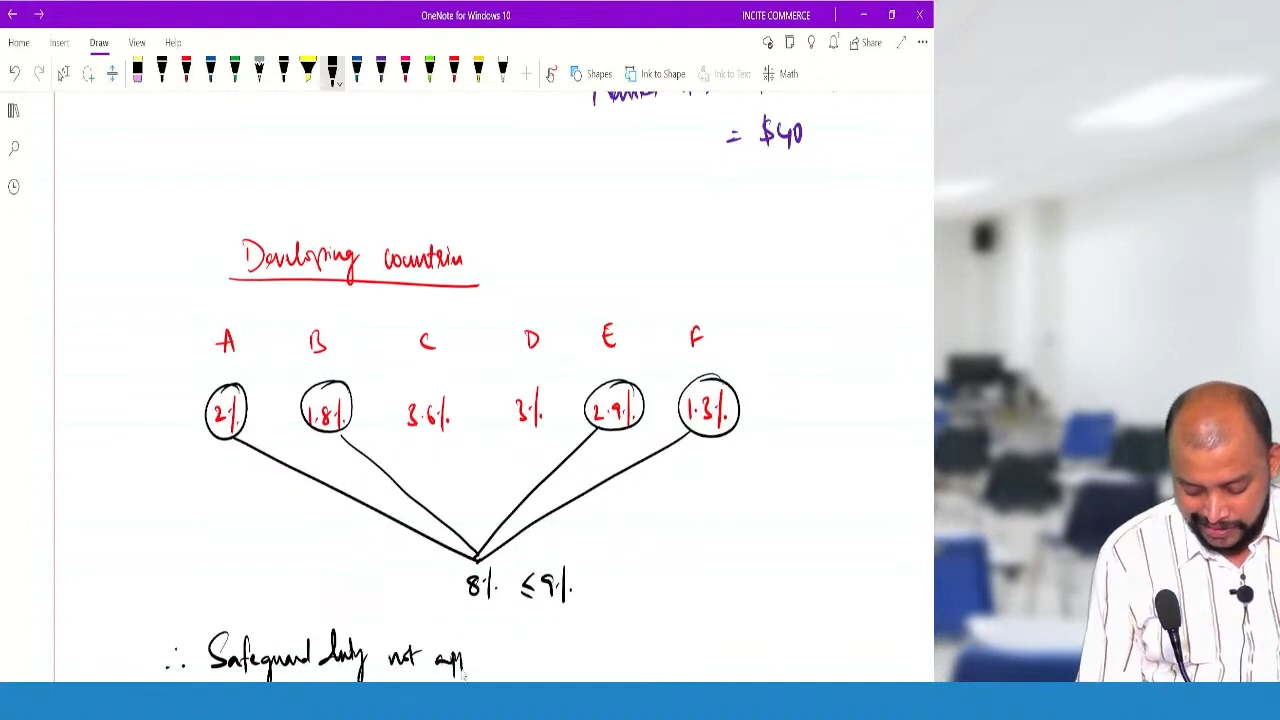 OneNote for Windows 10
INCITE COMMERCE
Home Insert Draw View Help
Share
Shapes Ink to Shape Ink to Text Math
= $40
Developing countries
A B C D E F
2% 1.8% 3.6% 3% 2.9% 1.3%
8% ≤9%
∴ Safeguard duty not app